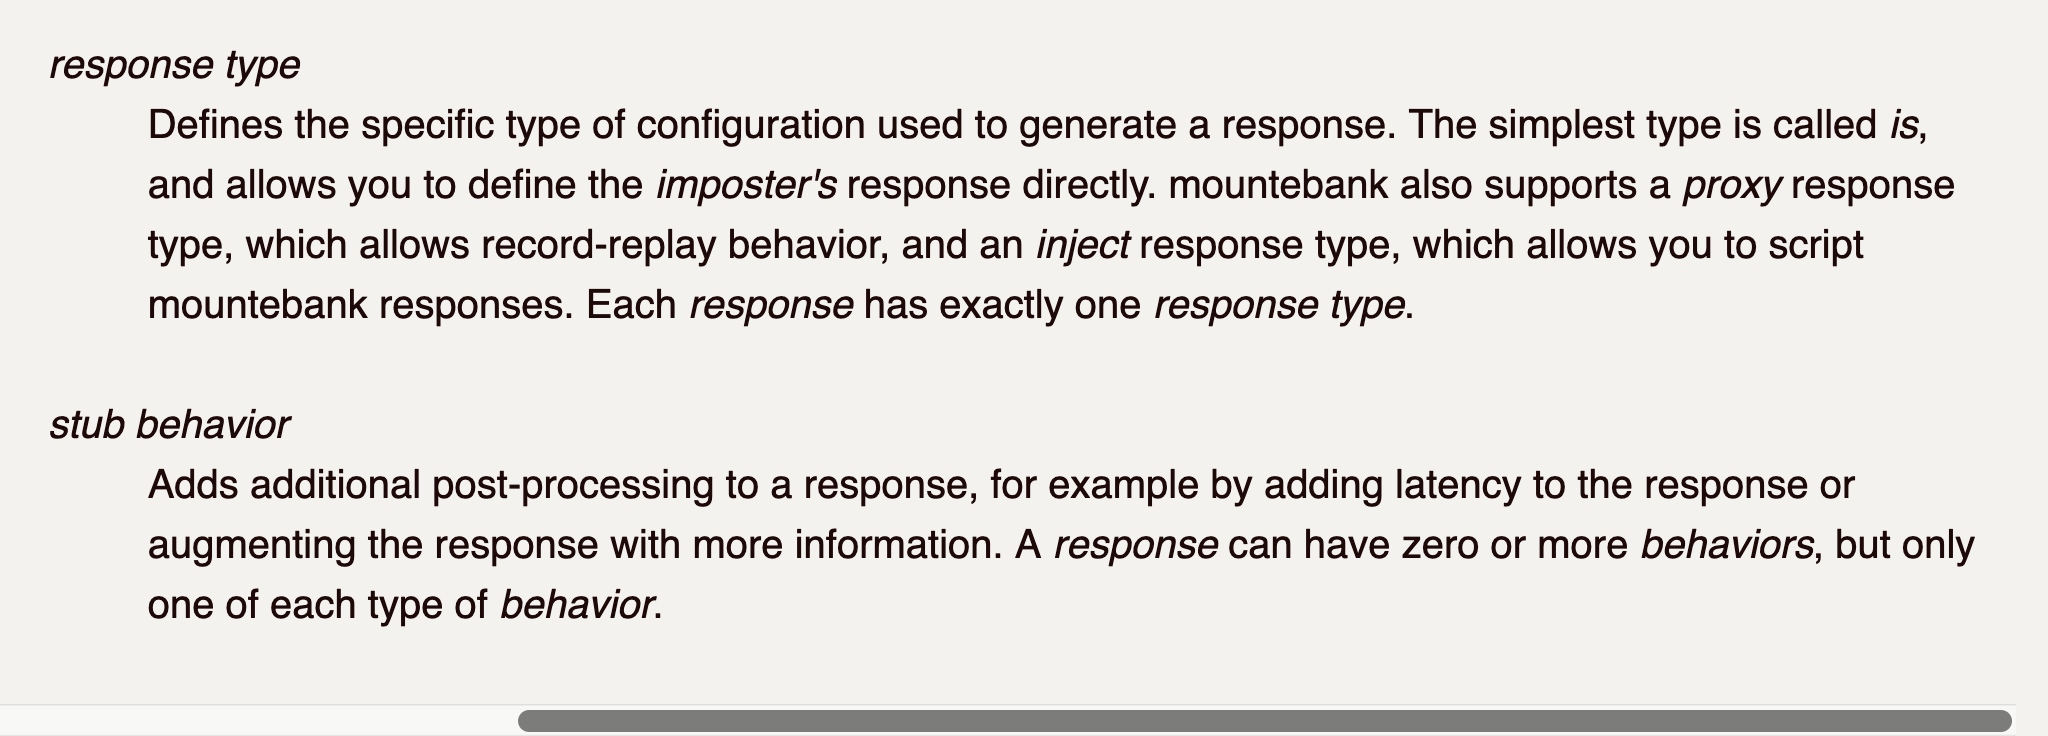 response type
Defines the specific type of configuration used to generate a response. The simplest type is called is,
and allows you to define the imposter's response directly. mountebank also supports a proxy response
type, which allows record-replay behavior, and an inject response type, which allows you to script
mountebank responses. Each response has exactly one response type.
stub behavior
Adds additional post-processing to a response, for example by adding latency to the response or
augmenting the response with more information. A response can have zero or more behaviors, but only
one of each type of behavior.